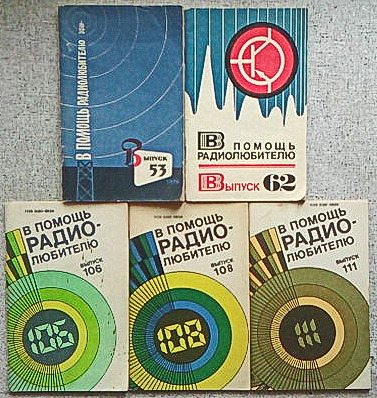 В ПОМОЩЬ РАДИОЛЮБИТЕЛЮ
В
ВЫПУСК
53
В ПОМОЩЬ
РАДИОЛЮБИТЕЛЮ
ВЫПУСК 62
В ПОМОЩЬ
РАДИО-
ЛЮБИТЕЛЮ
ВЫПУСК
106
106
В ПОМОЩЬ
РАДИО-
ЛЮБИТЕЛЮ
ВЫПУСК
108
108
В ПОМОЩЬ
РАДИО-
ЛЮБИТЕЛЮ
ВЫПУСК
111
111